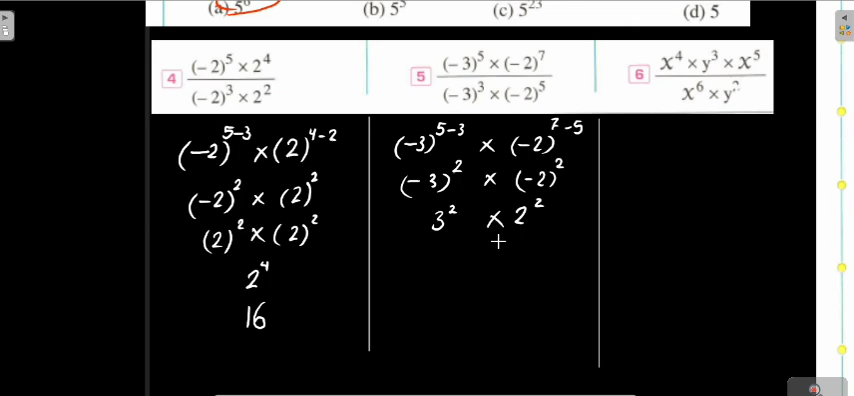 (a) 5⁶ (b) 5⁵ (c) 5²³ (d) 5
4 (– 2)⁵ × 2⁴ / (– 2)³ × 2²
5 (– 3)⁵ × (– 2)⁷ / (– 3)³ × (– 2)⁵
6 x⁴ × y³ × x⁵ / x⁶ × y²
(–2)⁵⁻³ × (2)⁴⁻²
(–2)² × (2)²
(2)² × (2)²
2⁴
16
(–3)⁵⁻³ × (–2)⁷⁻⁵
(–3)² × (–2)²
3² × 2²